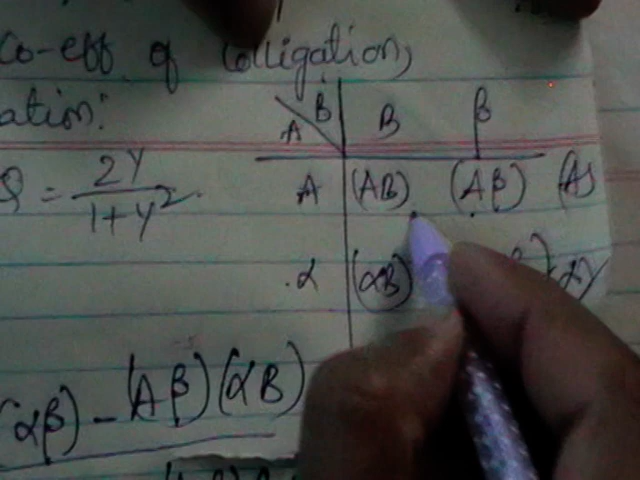 Co-eff. of Colligation,
ation:
A B B β
Q = 2Y / 1+Y² A (AB) (Aβ) (A)
α (αB)
(αβ) - (Aβ)(αB)